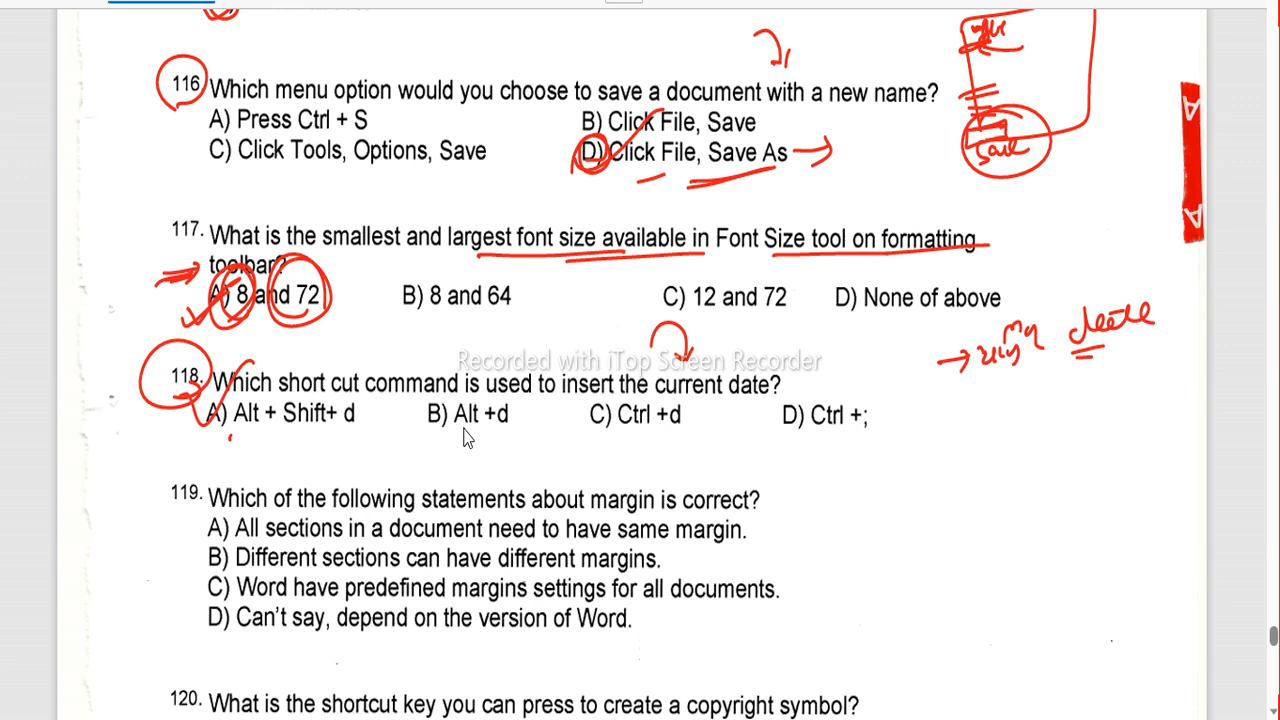 116. Which menu option would you choose to save a document with a new name?
A) Press Ctrl + S B) Click File, Save
C) Click Tools, Options, Save D) Click File, Save As
Save
117. What is the smallest and largest font size available in Font Size tool on formatting
toolbar?
A) 8 and 72 B) 8 and 64 C) 12 and 72 D) None of above
Recorded with iTop Screen Recorder
118. Which short cut command is used to insert the current date?
A) Alt + Shift+ d B) Alt +d C) Ctrl +d D) Ctrl +;
119. Which of the following statements about margin is correct?
A) All sections in a document need to have same margin.
B) Different sections can have different margins.
C) Word have predefined margins settings for all documents.
D) Can't say, depend on the version of Word.
120. What is the shortcut key you can press to create a copyright symbol?
A
A